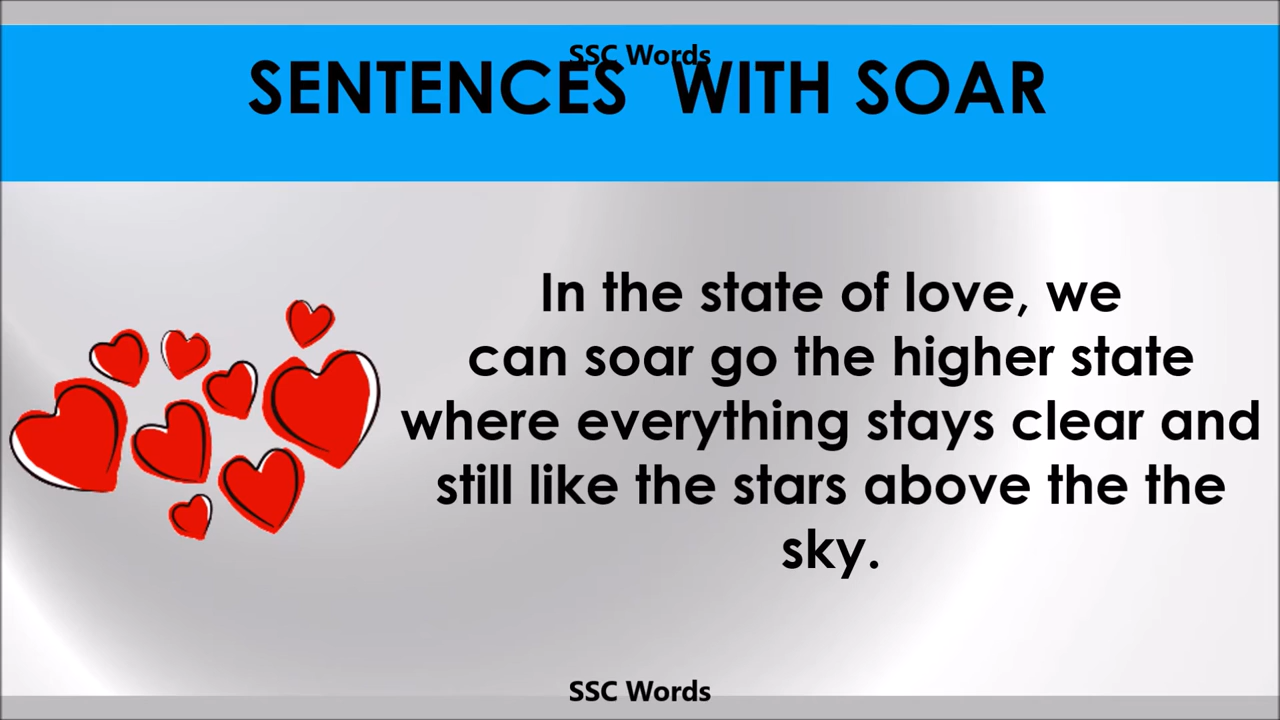 SSC Words
SENTENCES WITH SOAR
In the state of love, we
can soar go the higher state
where everything stays clear and
still like the stars above the the
sky.
SSC Words